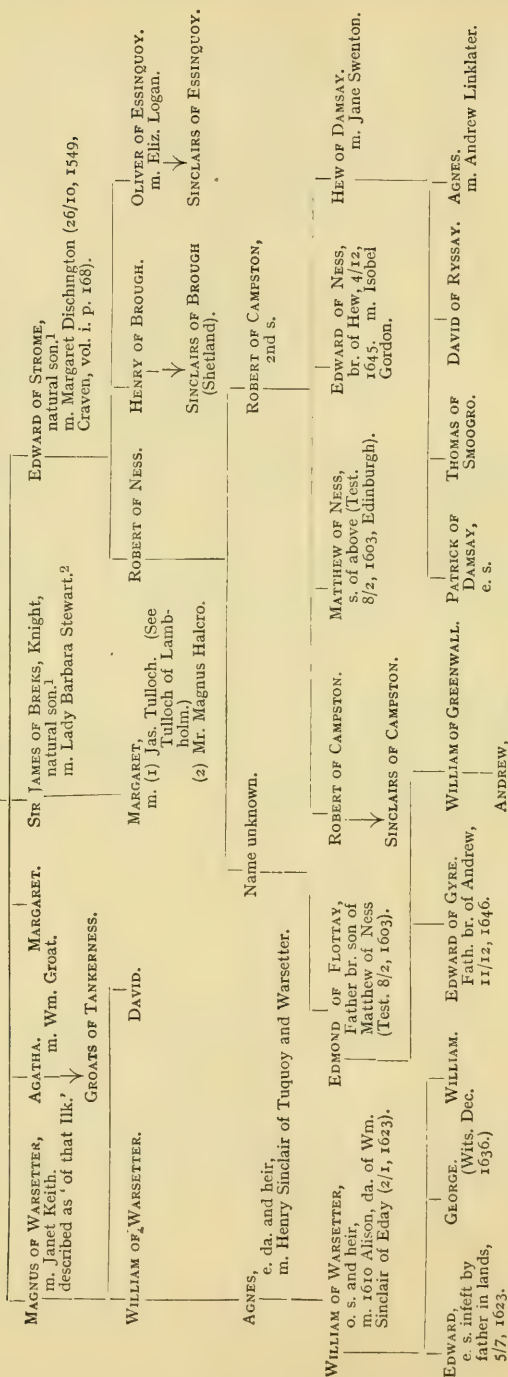 MAGNUS OF WARSETTER,
m. Janet Keith.
described as ‘ of that Ilk.’
AGATHA.
m. Wm. Groat.
GROATS OF TANKERNESS.
MARGARET.
SIR JAMES OF BREKS, Knight,
natural son.¹
m. Lady Barbara Stewart.²
EDWARD OF STROME,
natural son.¹
m. Margaret Dischington (26/10, 1549,
Craven, vol. i. p. 168).
WILLIAM OF WARSETTER.
DAVID.
MARGARET,
m. (1) Jas. Tulloch. (See
Tulloch of Lamb-
holm.)
(2) Mr. Magnus Halcro.
ROBERT OF NESS.
HENRY OF BROUGH.
SINCLAIRS OF BROUGH
(Shetland).
OLIVER OF ESSINQUOY.
m. Eliz. Logan.
SINCLAIRS OF ESSINQUOY.
AGNES,
e. da. and heir,
m. Henry Sinclair of Tuquoy and Warsetter.
Name unknown.
ROBERT OF CAMPSTON,
2nd s.
WILLIAM OF WARSETTER,
o. s. and heir,
m. 1610 Alison, da. of Wm.
Sinclair of Eday (2/1, 1623).
EDMOND OF FLOTTAY,
Father br. son of
Matthew of Ness
(Test. 8/2, 1603).
ROBERT OF CAMPSTON.
SINCLAIRS OF CAMPSTON.
MATTHEW OF NESS,
s. of above (Test.
8/2, 1603, Edinburgh).
EDWARD OF NESS,
br. of Hew, 4/12,
1645. m. Isobel
Gordon.
HEW OF DAMSAY.
m. Jane Swenton.
EDWARD,
e. s. infeft by
father in lands,
5/7, 1623.
GEORGE.
(Wits. Dec.
1636.)
WILLIAM.
EDWARD OF GYRE.
Fath. br. of Andrew,
11/12, 1646.
WILLIAM OF GREENWALL.
ANDREW,
PATRICK OF
DAMSAY,
e. s.
THOMAS OF
SMOOGRO.
DAVID OF RYSSAY.
AGNES.
m. Andrew Linklater.